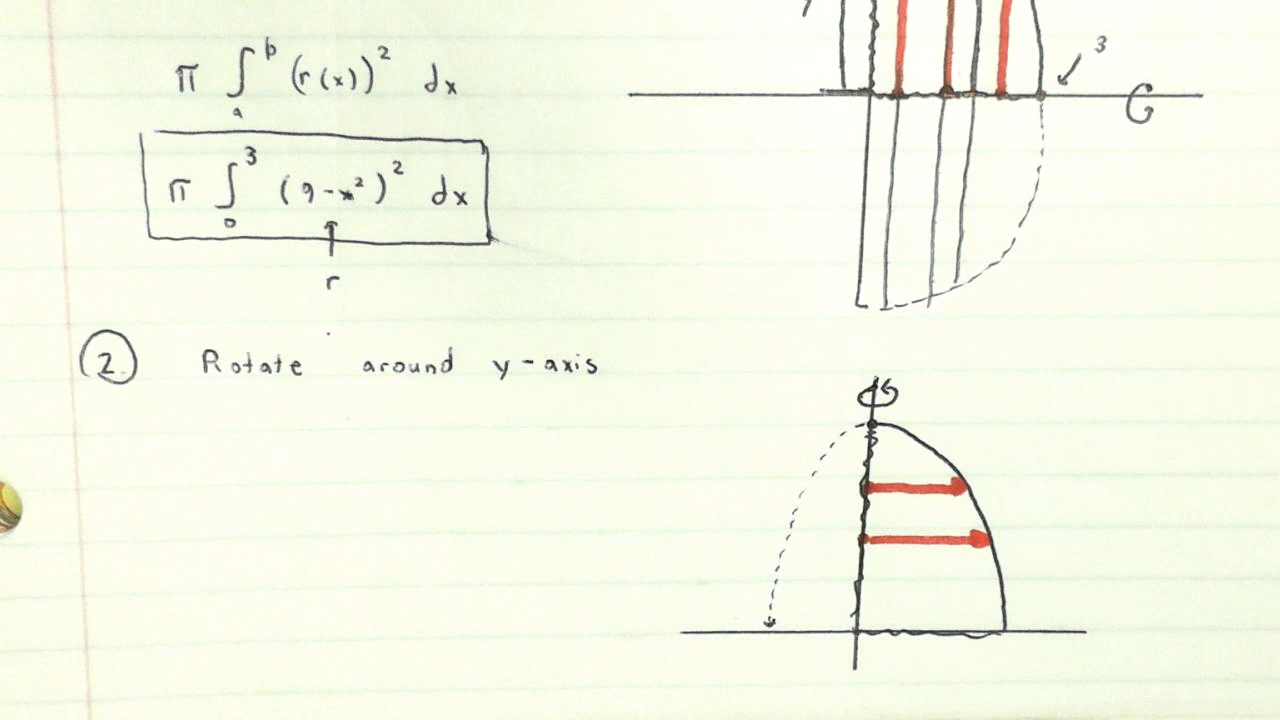 π ∫ₐᵇ (r(x))² dx
3
π ∫₀³ (9-x²)² dx
r
2. Rotate around y-axis